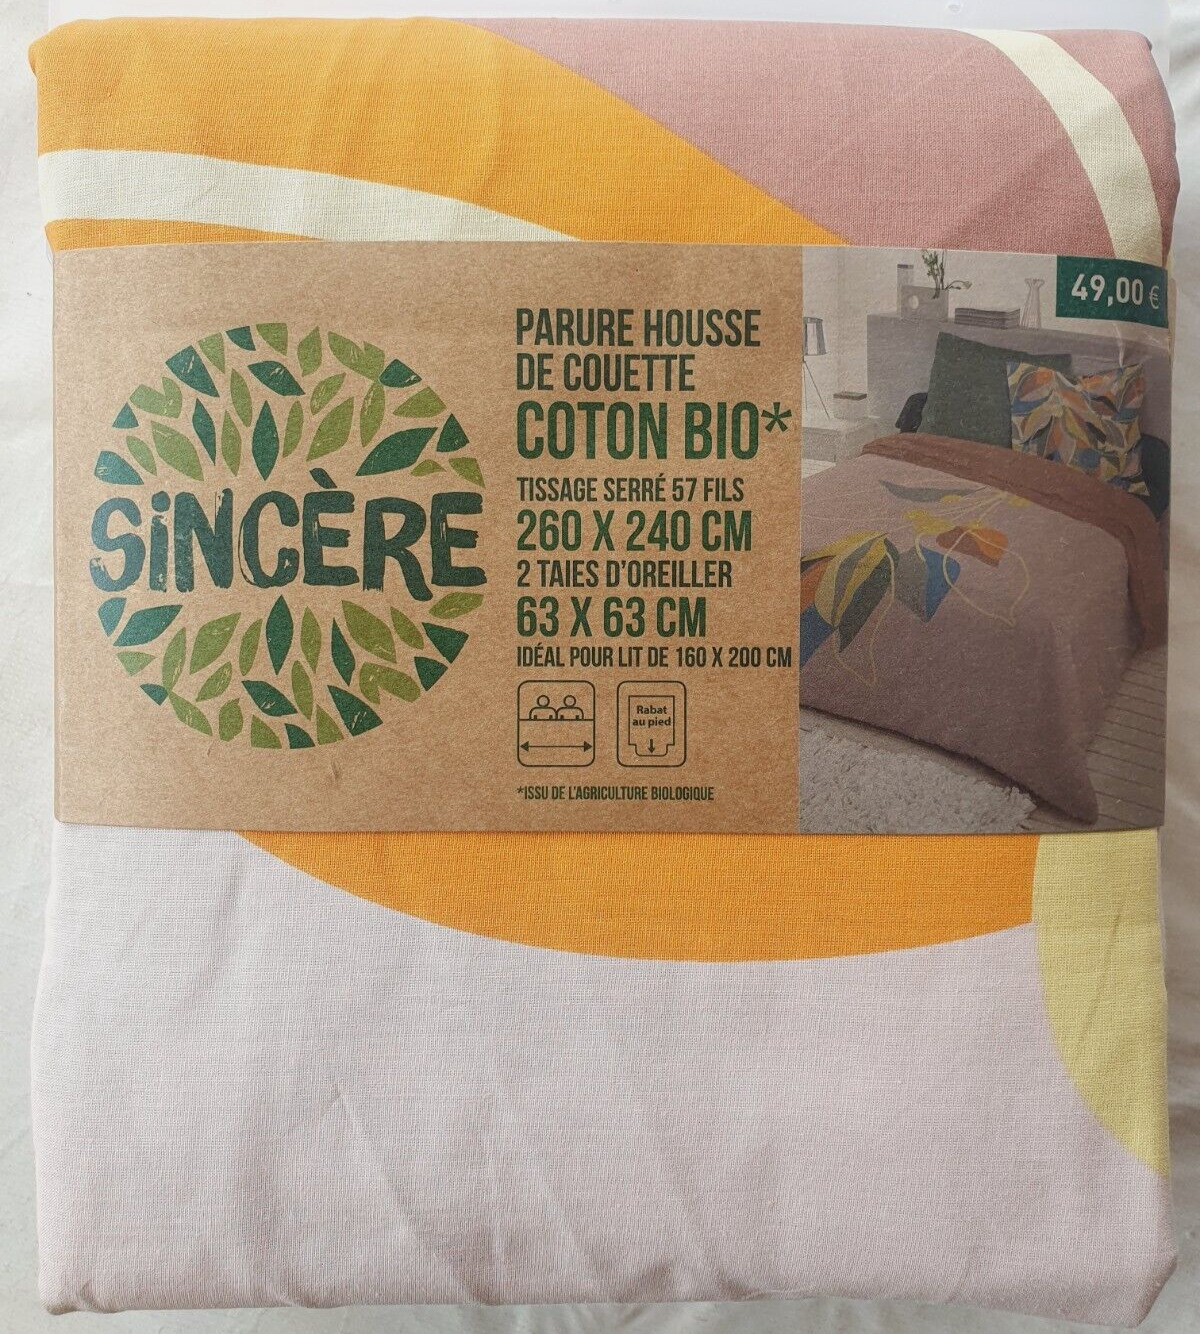 49,00 €
SiNCÈRE
PARURE HOUSSE
DE COUETTE
COTON BIO*
TISSAGE SERRÉ 57 FILS
260 X 240 CM
2 TAIES D'OREILLER
63 X 63 CM
IDÉAL POUR LIT DE 160 X 200 CM
Rabat
au pied
*ISSU DE L'AGRICULTURE BIOLOGIQUE